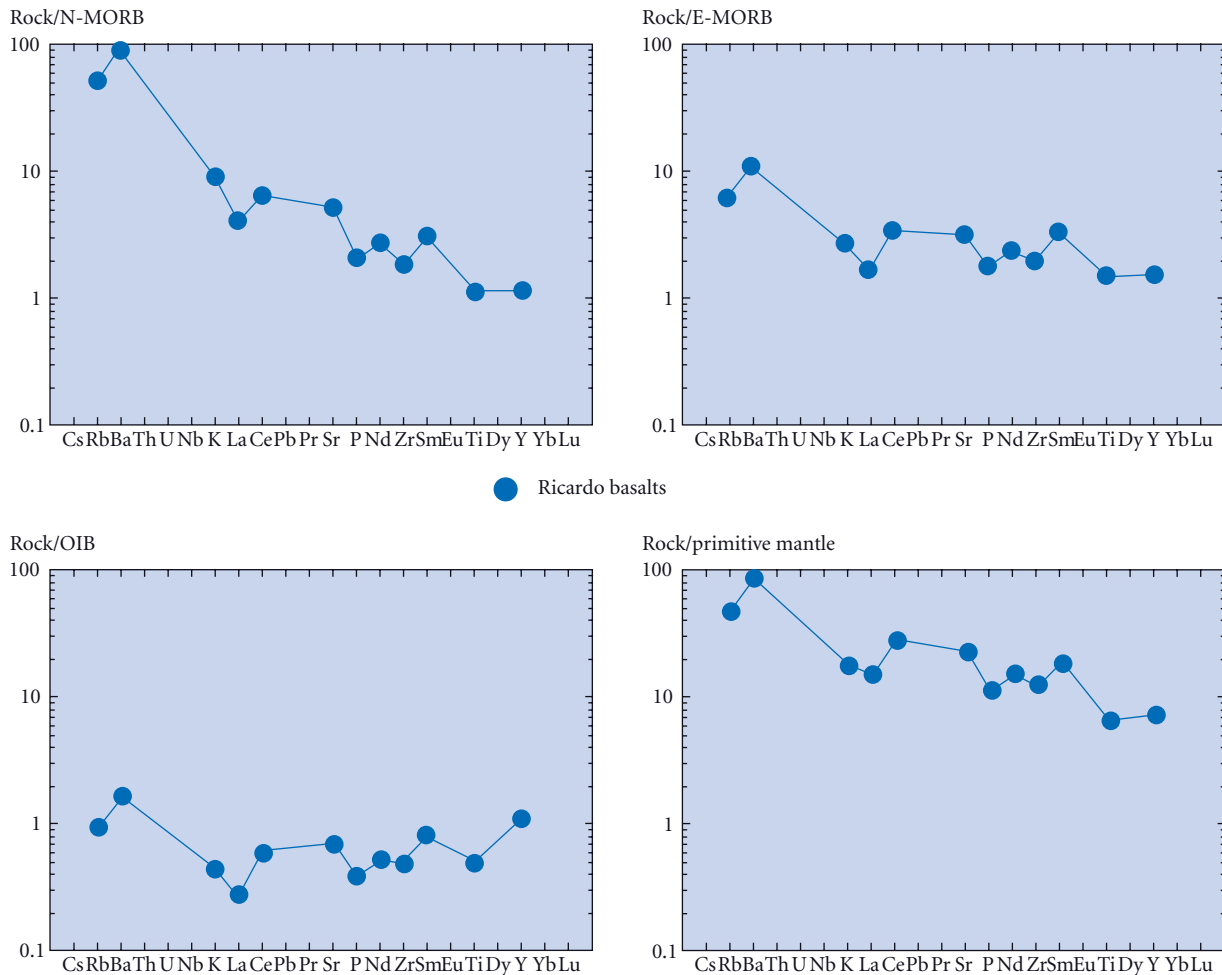 Rock/N-MORB
100
10
1
0.1
Cs Rb Ba Th U Nb K La Ce Pb Pr Sr P Nd Zr Sm Eu Ti Dy Y Yb Lu
Rock/E-MORB
100
10
1
0.1
Cs Rb Ba Th U Nb K La Ce Pb Pr Sr P Nd Zr Sm Eu Ti Dy Y Yb Lu
Ricardo basalts
Rock/OIB
100
10
1
0.1
Cs Rb Ba Th U Nb K La Ce Pb Pr Sr P Nd Zr Sm Eu Ti Dy Y Yb Lu
Rock/primitive mantle
100
10
1
0.1
Cs Rb Ba Th U Nb K La Ce Pb Pr Sr P Nd Zr Sm Eu Ti Dy Y Yb Lu